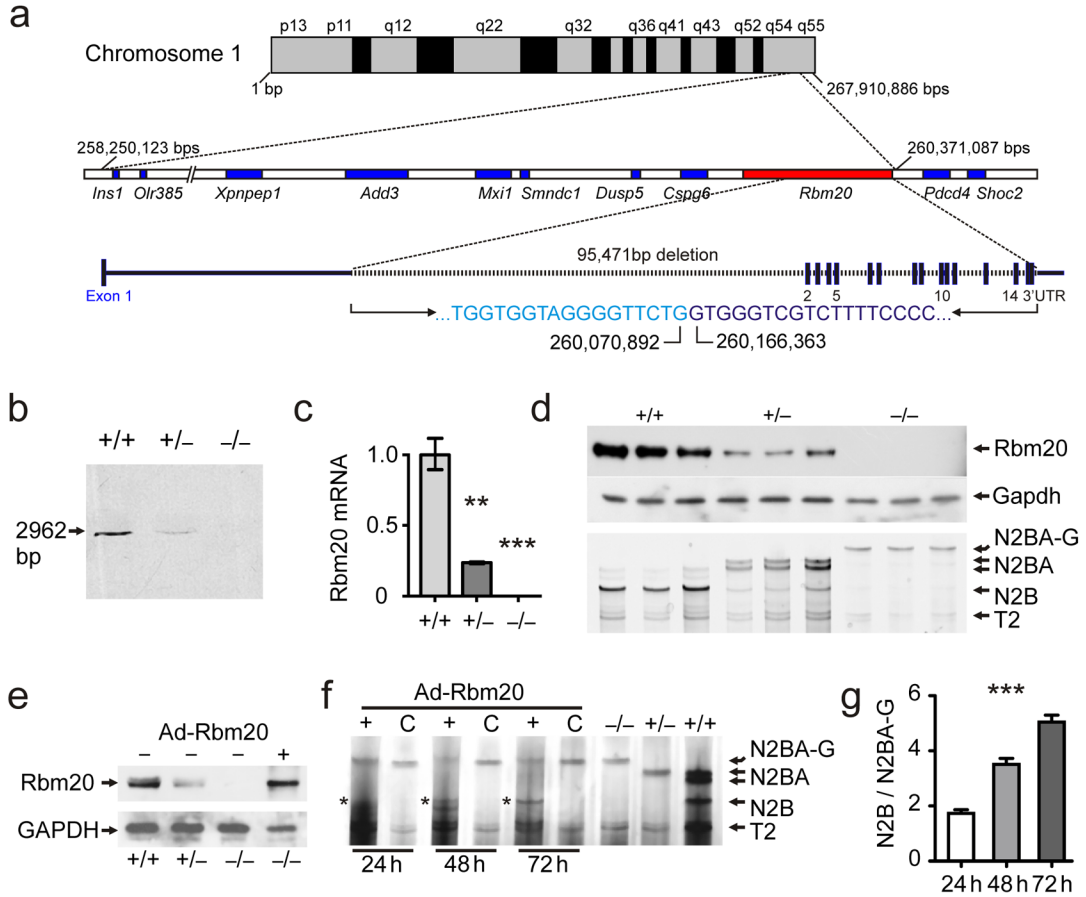 a
p13 p11 q12 q22 q32 q36 q41 q43 q52 q54 q55
Chromosome 1
1 bp
267,910,886 bps
258,250,123 bps
260,371,087 bps
Ins1 Olr385 Xpnpep1 Add3 Mxi1 Smndc1 Dusp5 Cspg6 Rbm20 Pdcd4 Shoc2
95,471bp deletion
Exon 1
2 5 10 14 3'UTR
...TGGTGGTAGGGGTTCTGGTGGGTCGTCTTTTCCCC...
260,070,892
260,166,363
b
+/+ +/– –/–
2962
bp
c
Rbm20 mRNA
1.0
0.5
0
**
***
+/+ +/– –/–
d
+/+ +/– –/–
Rbm20
Gapdh
N2BA-G
N2BA
N2B
T2
e
Ad-Rbm20
– – – +
Rbm20
GAPDH
+/+ +/– –/– –/–
f
Ad-Rbm20
+ C + C + C –/– +/– +/+
N2BA-G
N2BA
N2B
T2
* * *
24 h 48 h 72 h
g
N2B / N2BA-G
6
4
2
0
***
24 h 48 h 72 h